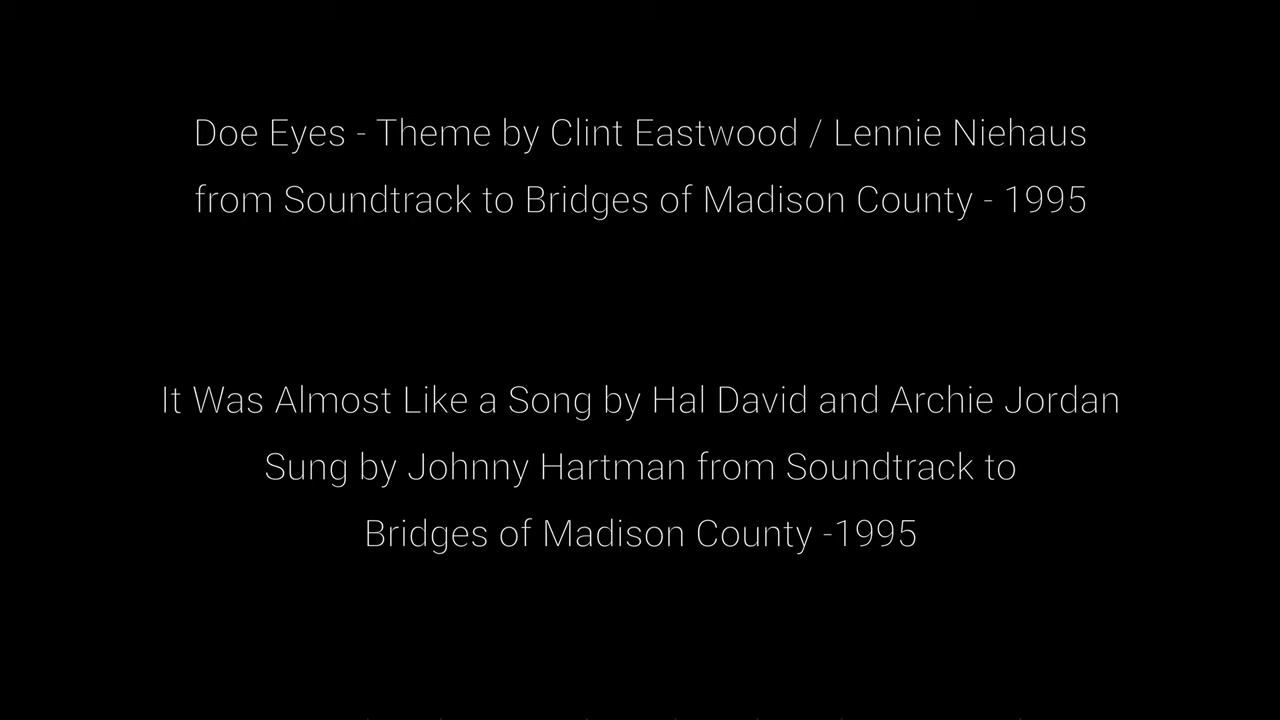 Doe Eyes - Theme by Clint Eastwood / Lennie Niehaus
from Soundtrack to Bridges of Madison County - 1995
It Was Almost Like a Song by Hal David and Archie Jordan
Sung by Johnny Hartman from Soundtrack to
Bridges of Madison County -1995